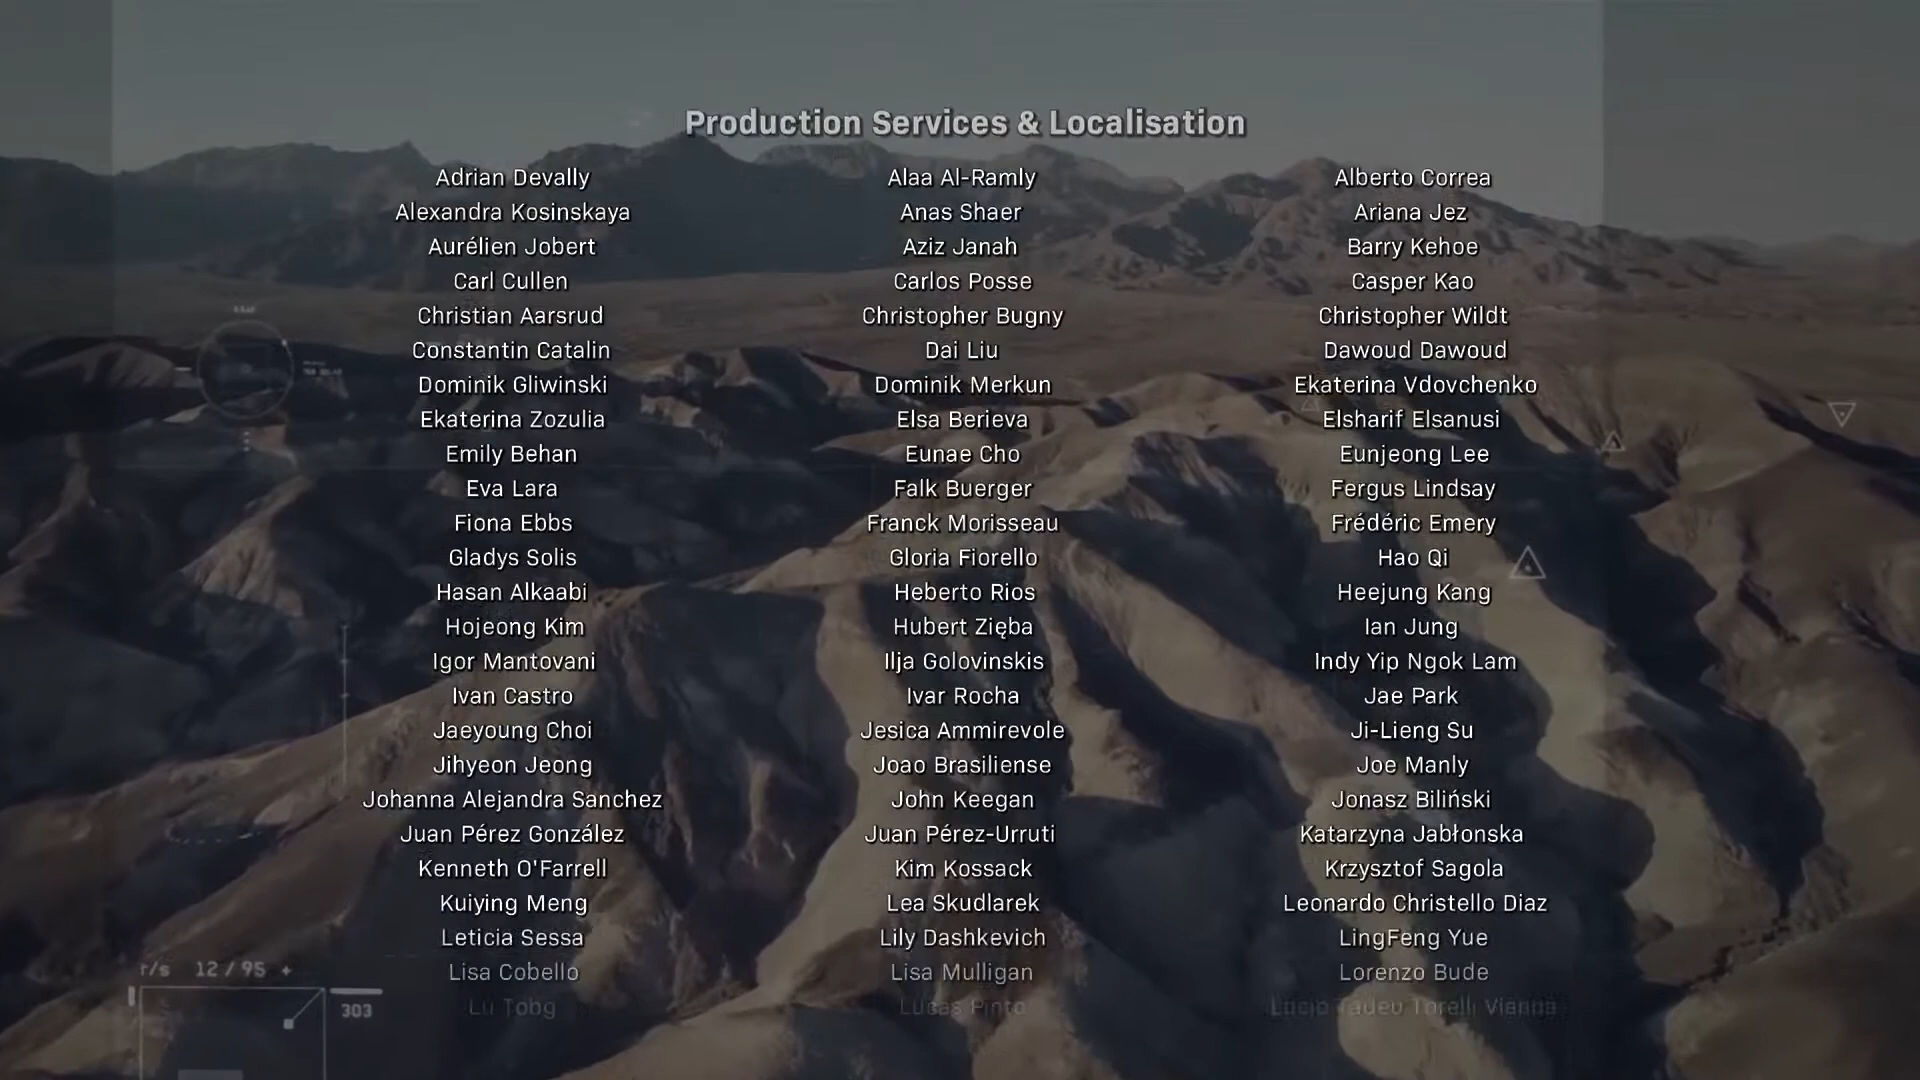 Production Services & Localisation
Adrian Devally Alaa Al-Ramly Alberto Correa
Alexandra Kosinskaya Anas Shaer Ariana Jez
Aurélien Jobert Aziz Janah Barry Kehoe
Carl Cullen Carlos Posse Casper Kao
Christian Aarsrud Christopher Bugny Christopher Wildt
Constantin Catalin Dai Liu Dawoud Dawoud
Dominik Gliwinski Dominik Merkun Ekaterina Vdovchenko
Ekaterina Zozulia Elsa Berieva Elsharif Elsanusi
Emily Behan Eunae Cho Eunjeong Lee
Eva Lara Falk Buerger Fergus Lindsay
Fiona Ebbs Franck Morisseau Frédéric Emery
Gladys Solis Gloria Fiorello Hao Qi
Hasan Alkaabi Heberto Rios Heejung Kang
Hojeong Kim Hubert Zięba Ian Jung
Igor Mantovani Ilja Golovinskis Indy Yip Ngok Lam
Ivan Castro Ivar Rocha Jae Park
Jaeyoung Choi Jesica Ammirevole Ji-Lieng Su
Jihyeon Jeong Joao Brasiliense Joe Manly
Johanna Alejandra Sanchez John Keegan Jonasz Biliński
Juan Pérez González Juan Pérez-Urruti Katarzyna Jabłonska
Kenneth O'Farrell Kim Kossack Krzysztof Sagola
Kuiying Meng Lea Skudlarek Leonardo Christello Diaz
Leticia Sessa Lily Dashkevich LingFeng Yue
r/s 12 / 95 +
Lisa Cobello Lisa Mulligan Lorenzo Bude
303
Lu Tobg Lucas Pinto Lucio Tadeu Torelli Vianna